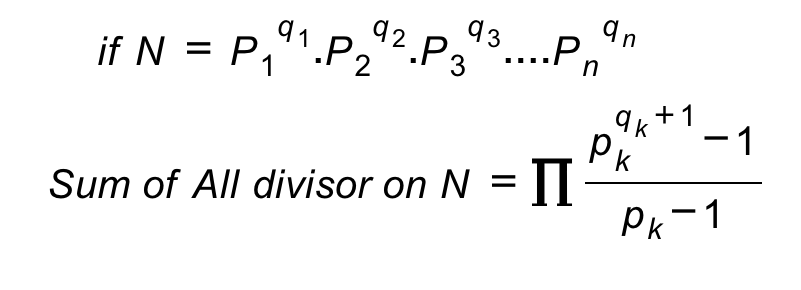 if N = P₁^q₁.P₂^q₂.P₃^q₃....Pₙ^qₙ
Sum of All divisor on N = ∏ (pₖ^(qₖ+1) − 1)/(pₖ − 1)